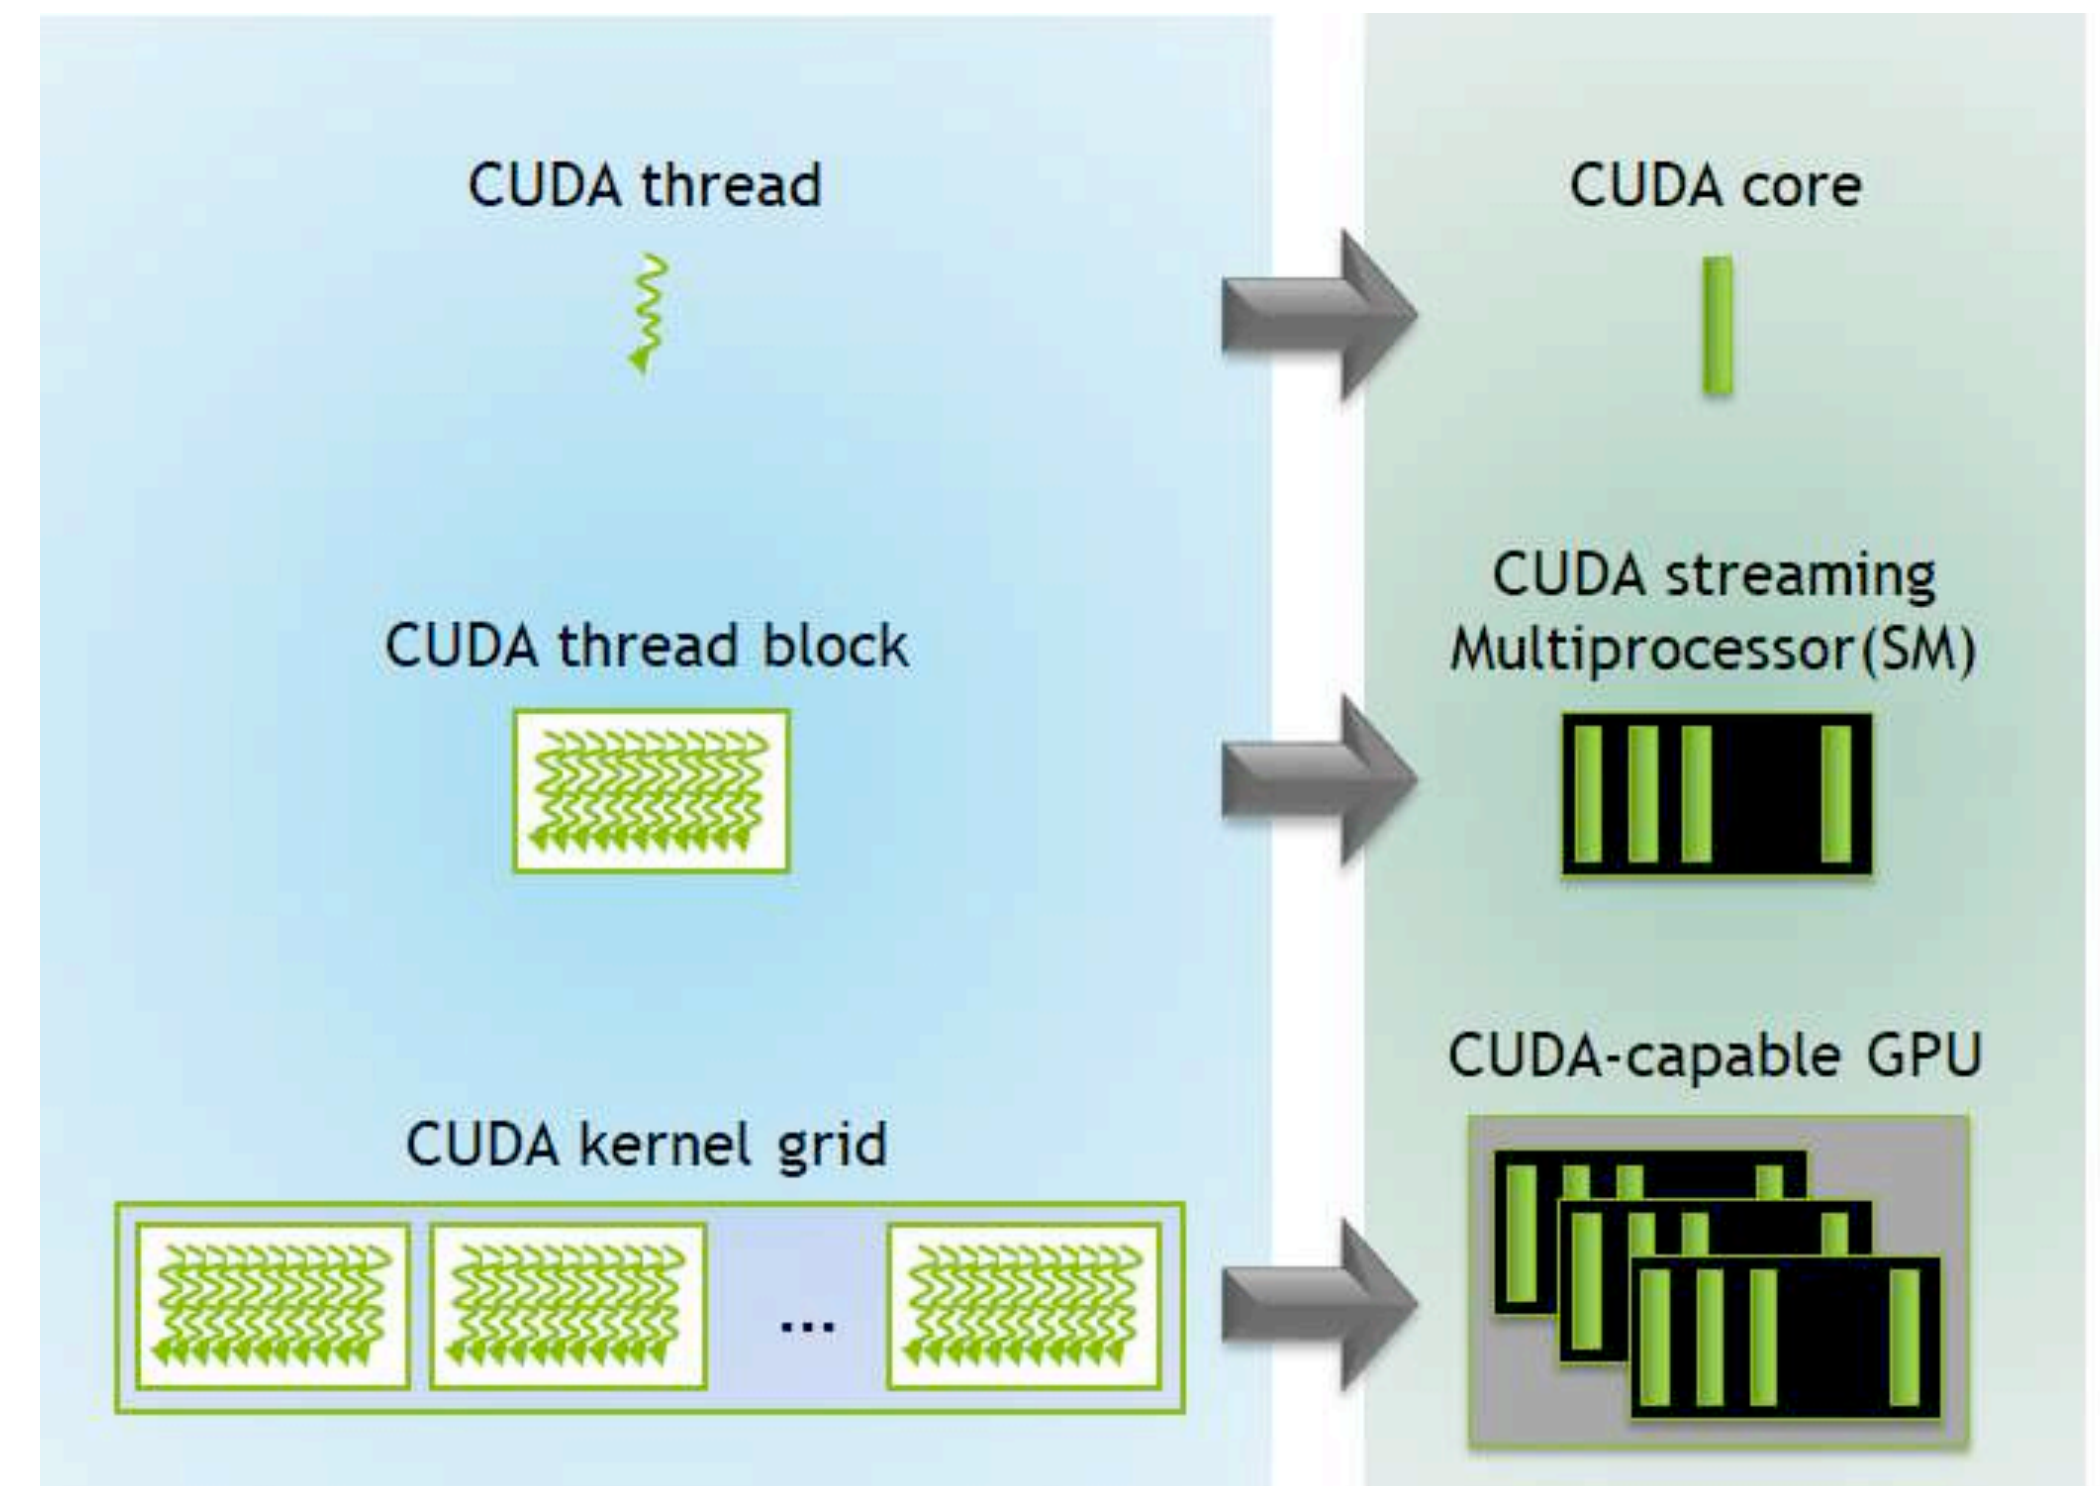 CUDA thread
CUDA core
CUDA thread block
CUDA streaming
Multiprocessor(SM)
CUDA kernel grid
...
CUDA-capable GPU